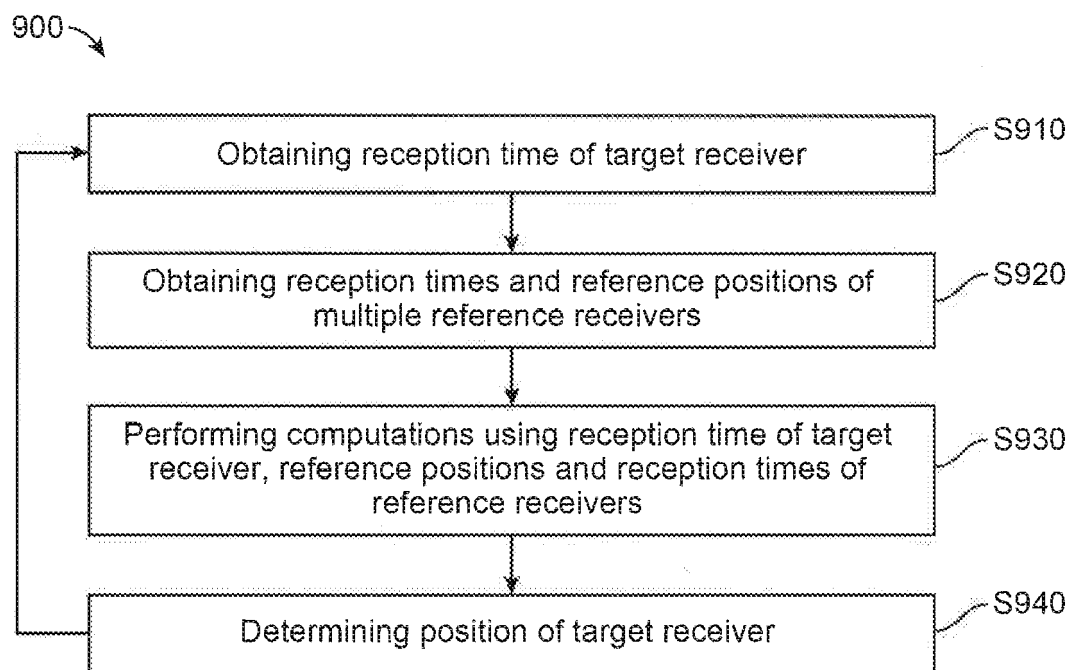 900
Obtaining reception time of target receiver
S910
Obtaining reception times and reference positions of
multiple reference receivers
S920
Performing computations using reception time of target
receiver, reference positions and reception times of
reference receivers
S930
Determining position of target receiver
S940